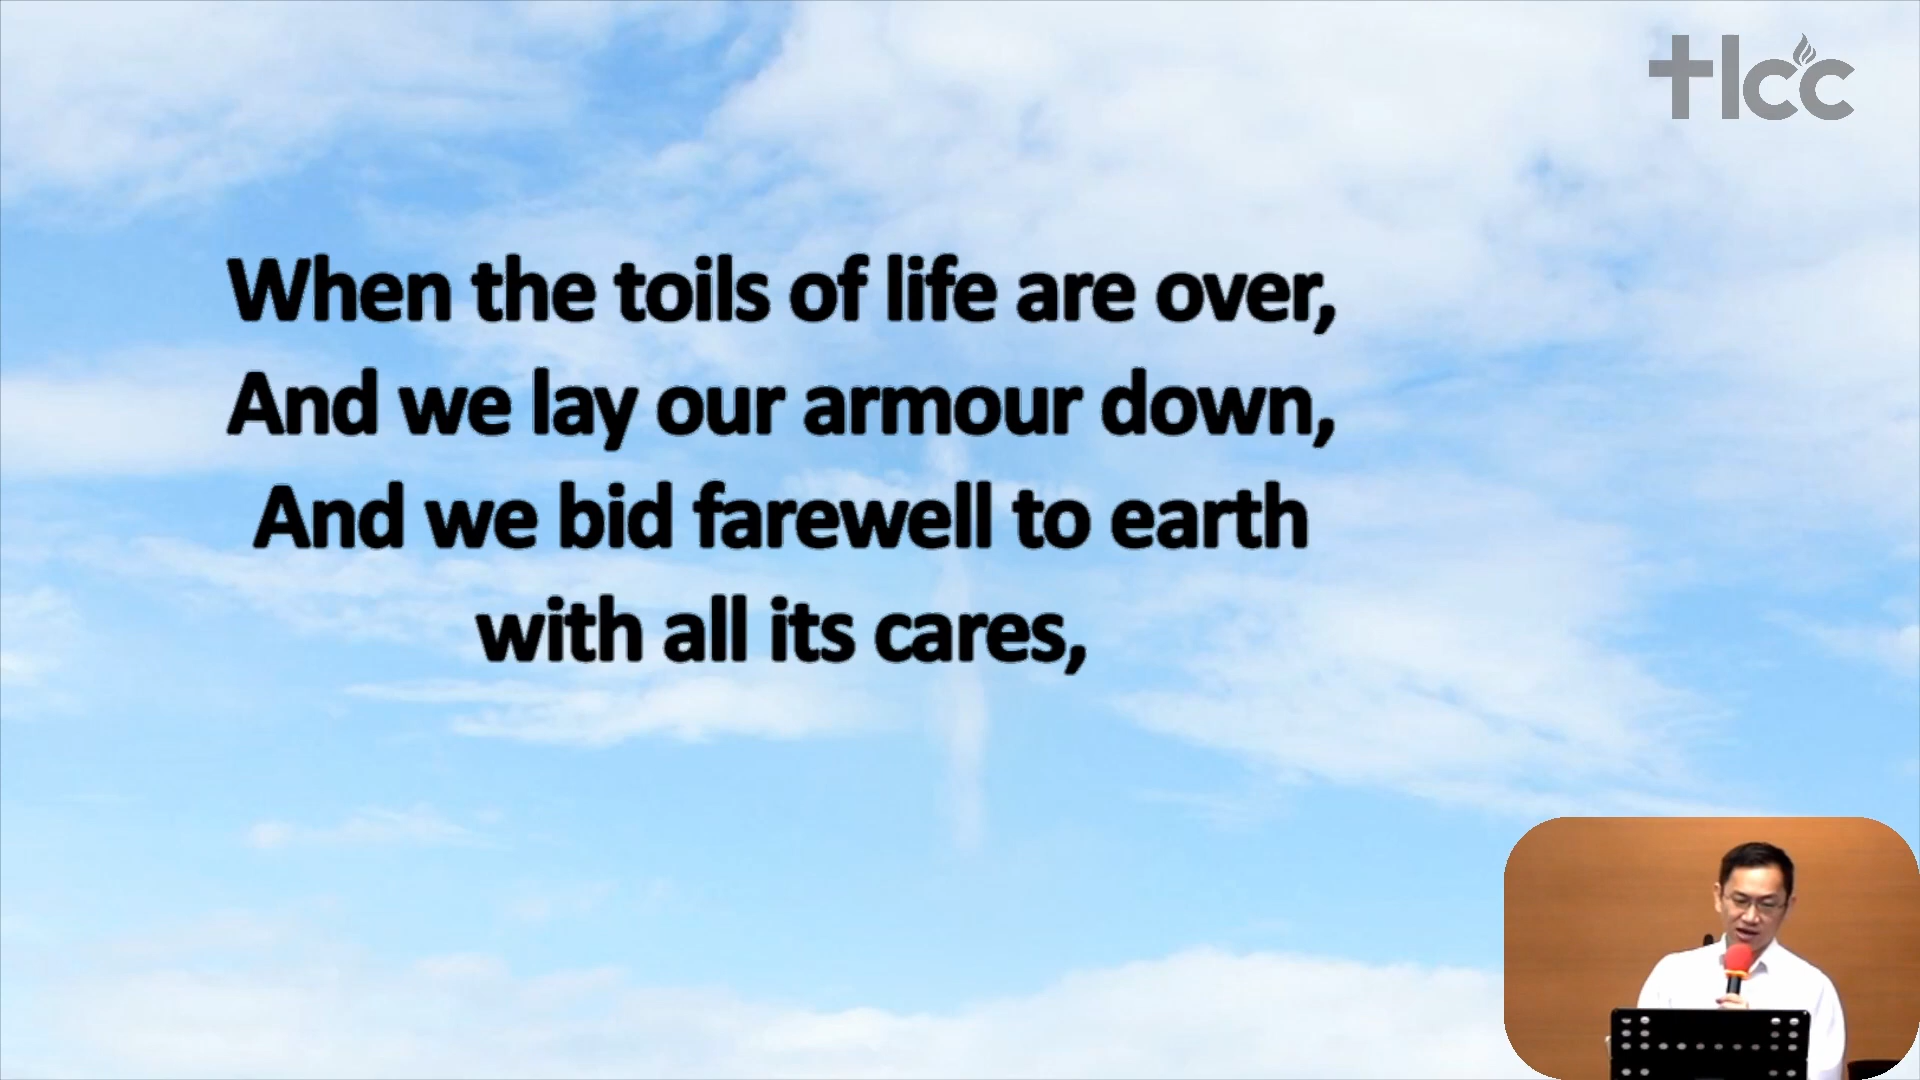 tlcc
When the toils of life are over,
And we lay our armour down,
And we bid farewell to earth
with all its cares,